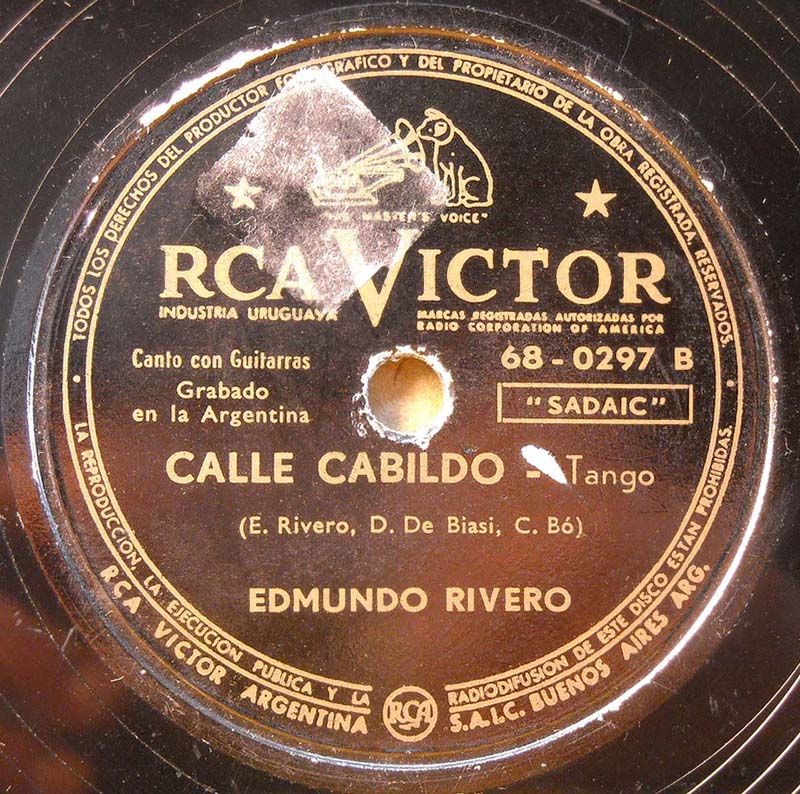 TODOS LOS DERECHOS DEL PRODUCTOR FONOGRAFICO Y DEL PROPIETARIO DE LA OBRA REGISTRADA, RESERVADOS.
MASTER'S VOICE"
RCA VICTOR
INDUSTRIA URUGUAYA
MARCAS REGISTRADAS AUTORIZADAS POR
RADIO CORPORATION OF AMERICA
Canto con Guitarras
Grabado
en la Argentina
68-0297 B
"SADAIC"
CALLE CABILDO - Tango
(E. Rivero, D. De Biasi, C. Bó)
EDMUNDO RIVERO
LA REPRODUCCION, LA EJECUCION PUBLICA Y LA RADIODIFUSION DE ESTE DISCO ESTAN PROHIBIDAS.
RCA VICTOR ARGENTINA RCA S.A.I.C. BUENOS AIRES ARG.